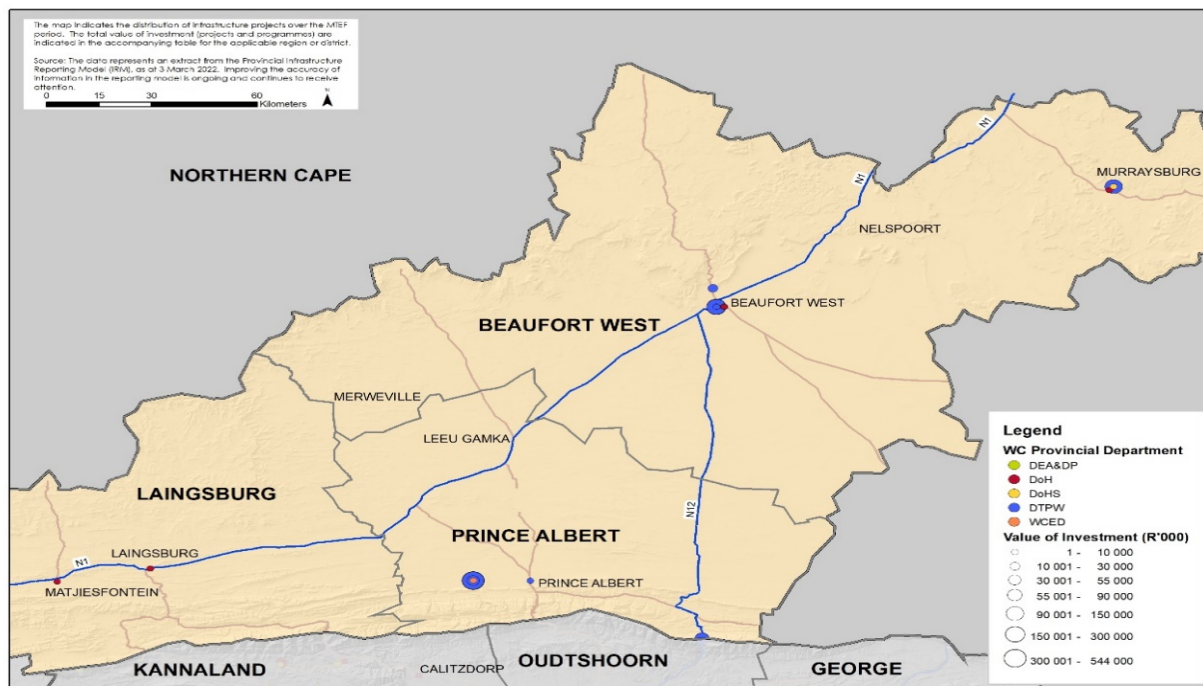 The map indicates the distribution of infrastructure projects over the MTEF
period. The total value of investment (projects and programmes) are
indicated in the accompanying table for the applicable region or district.
Source: The data represents an extract from the Provincial Infrastructure
Reporting Model (IRM), as at 3 March 2022. Improving the accuracy of
information in the reporting model is ongoing and continues to receive
attention.
0 15 30 60
Kilometers
N
N1
MURRAYSBURG
NORTHERN CAPE
N1
NELSPOORT
BEAUFORT WEST
BEAUFORT WEST
MERWEVILLE
LEEU GAMKA
LAINGSBURG
N12
PRINCE ALBERT
LAINGSBURG
N1
PRINCE ALBERT
MATJIESFONTEIN
KANNALAND
CALITZDORP
OUDTSHOORN
GEORGE
Legend
WC Provincial Department
DEA&DP
DoH
DoHS
DTPW
WCED
Value of Investment (R'000)
1 - 10 000
10 001 - 30 000
30 001 - 55 000
55 001 - 90 000
90 001 - 150 000
150 001 - 300 000
300 001 - 544 000